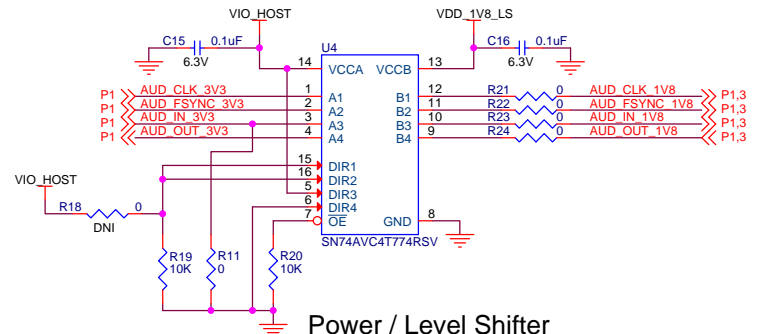 VIO_HOST
VDD_1V8_LS
C15 0.1uF
6.3V
C16 0.1uF
6.3V
U4
14 VCCA VCCB 13
P1 AUD_CLK_3V3 1 A1 B1 12 R21 0 AUD_CLK_1V8 P1,3
P1 AUD_FSYNC_3V3 2 A2 B2 11 R22 0 AUD_FSYNC_1V8 P1,3
P1 AUD_IN_3V3 3 A3 B3 10 R23 0 AUD_IN_1V8 P1,3
P1 AUD_OUT_3V3 4 A4 B4 9 R24 0 AUD_OUT_1V8 P1,3
15 DIR1
16 DIR2
5 DIR3
6 DIR4
7 OE GND 8
SN74AVC4T774RSV
VIO_HOST
R18 0
DNI
R19
10K
R11
0
R20
10K
Power / Level Shifter